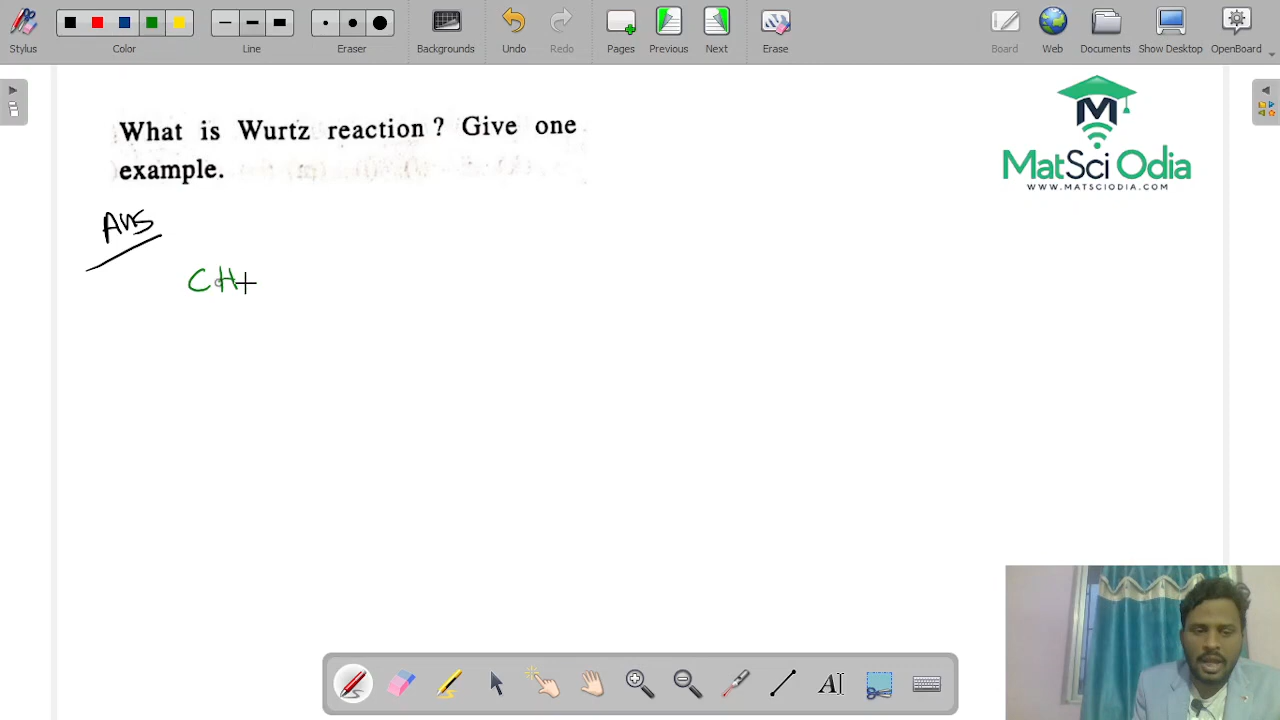 Stylus Color Line Eraser Backgrounds Undo Redo Pages Previous Next Erase Board Web Documents Show Desktop OpenBoard
What is Wurtz reaction ? Give one
example.
M
MatSci Odia
WWW.MATSCIODIA.COM
Ans
CH
AI